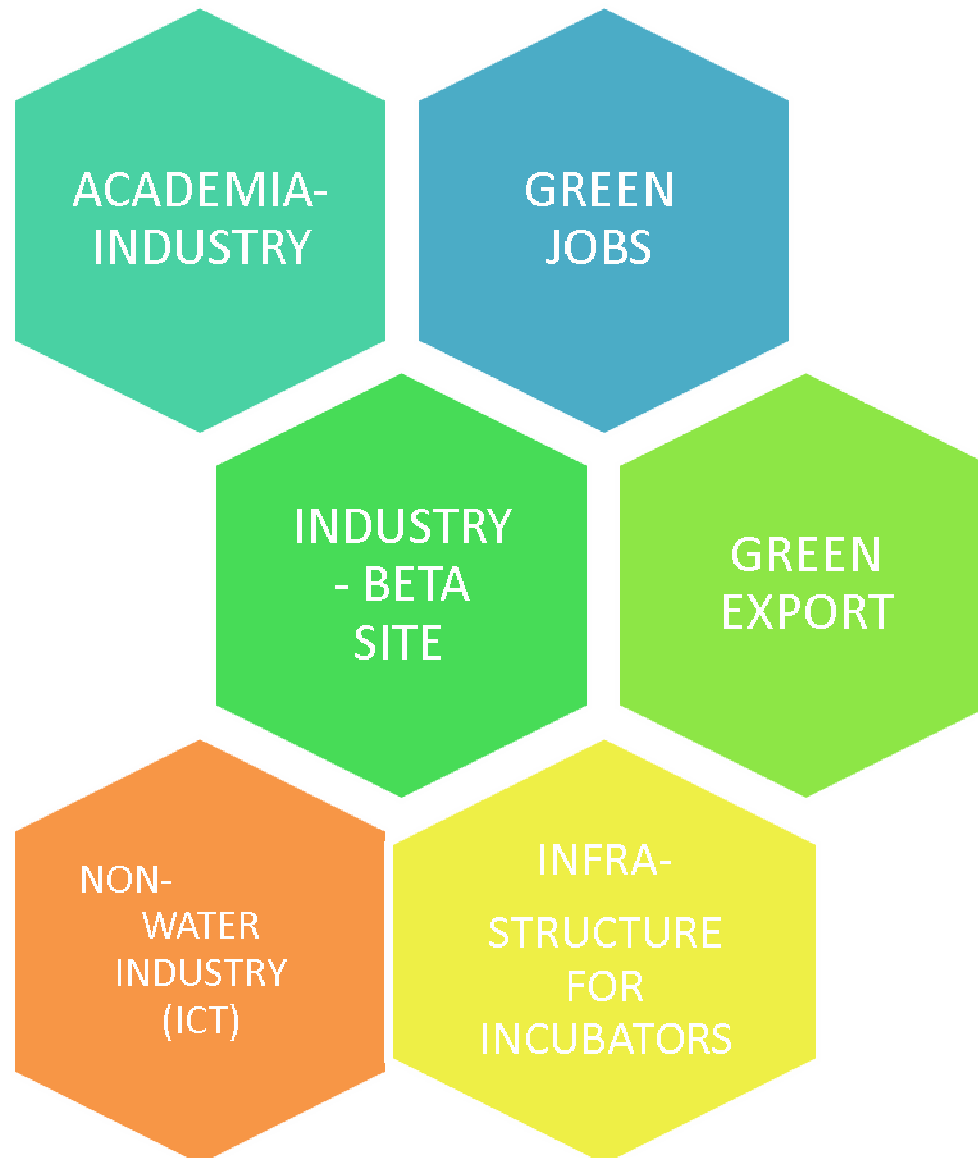 ACADEMIA-
INDUSTRY
GREEN
JOBS
INDUSTRY
- BETA
SITE
GREEN
EXPORT
NON-
WATER
INDUSTRY
(ICT)
INFRA-
STRUCTURE
FOR
INCUBATORS